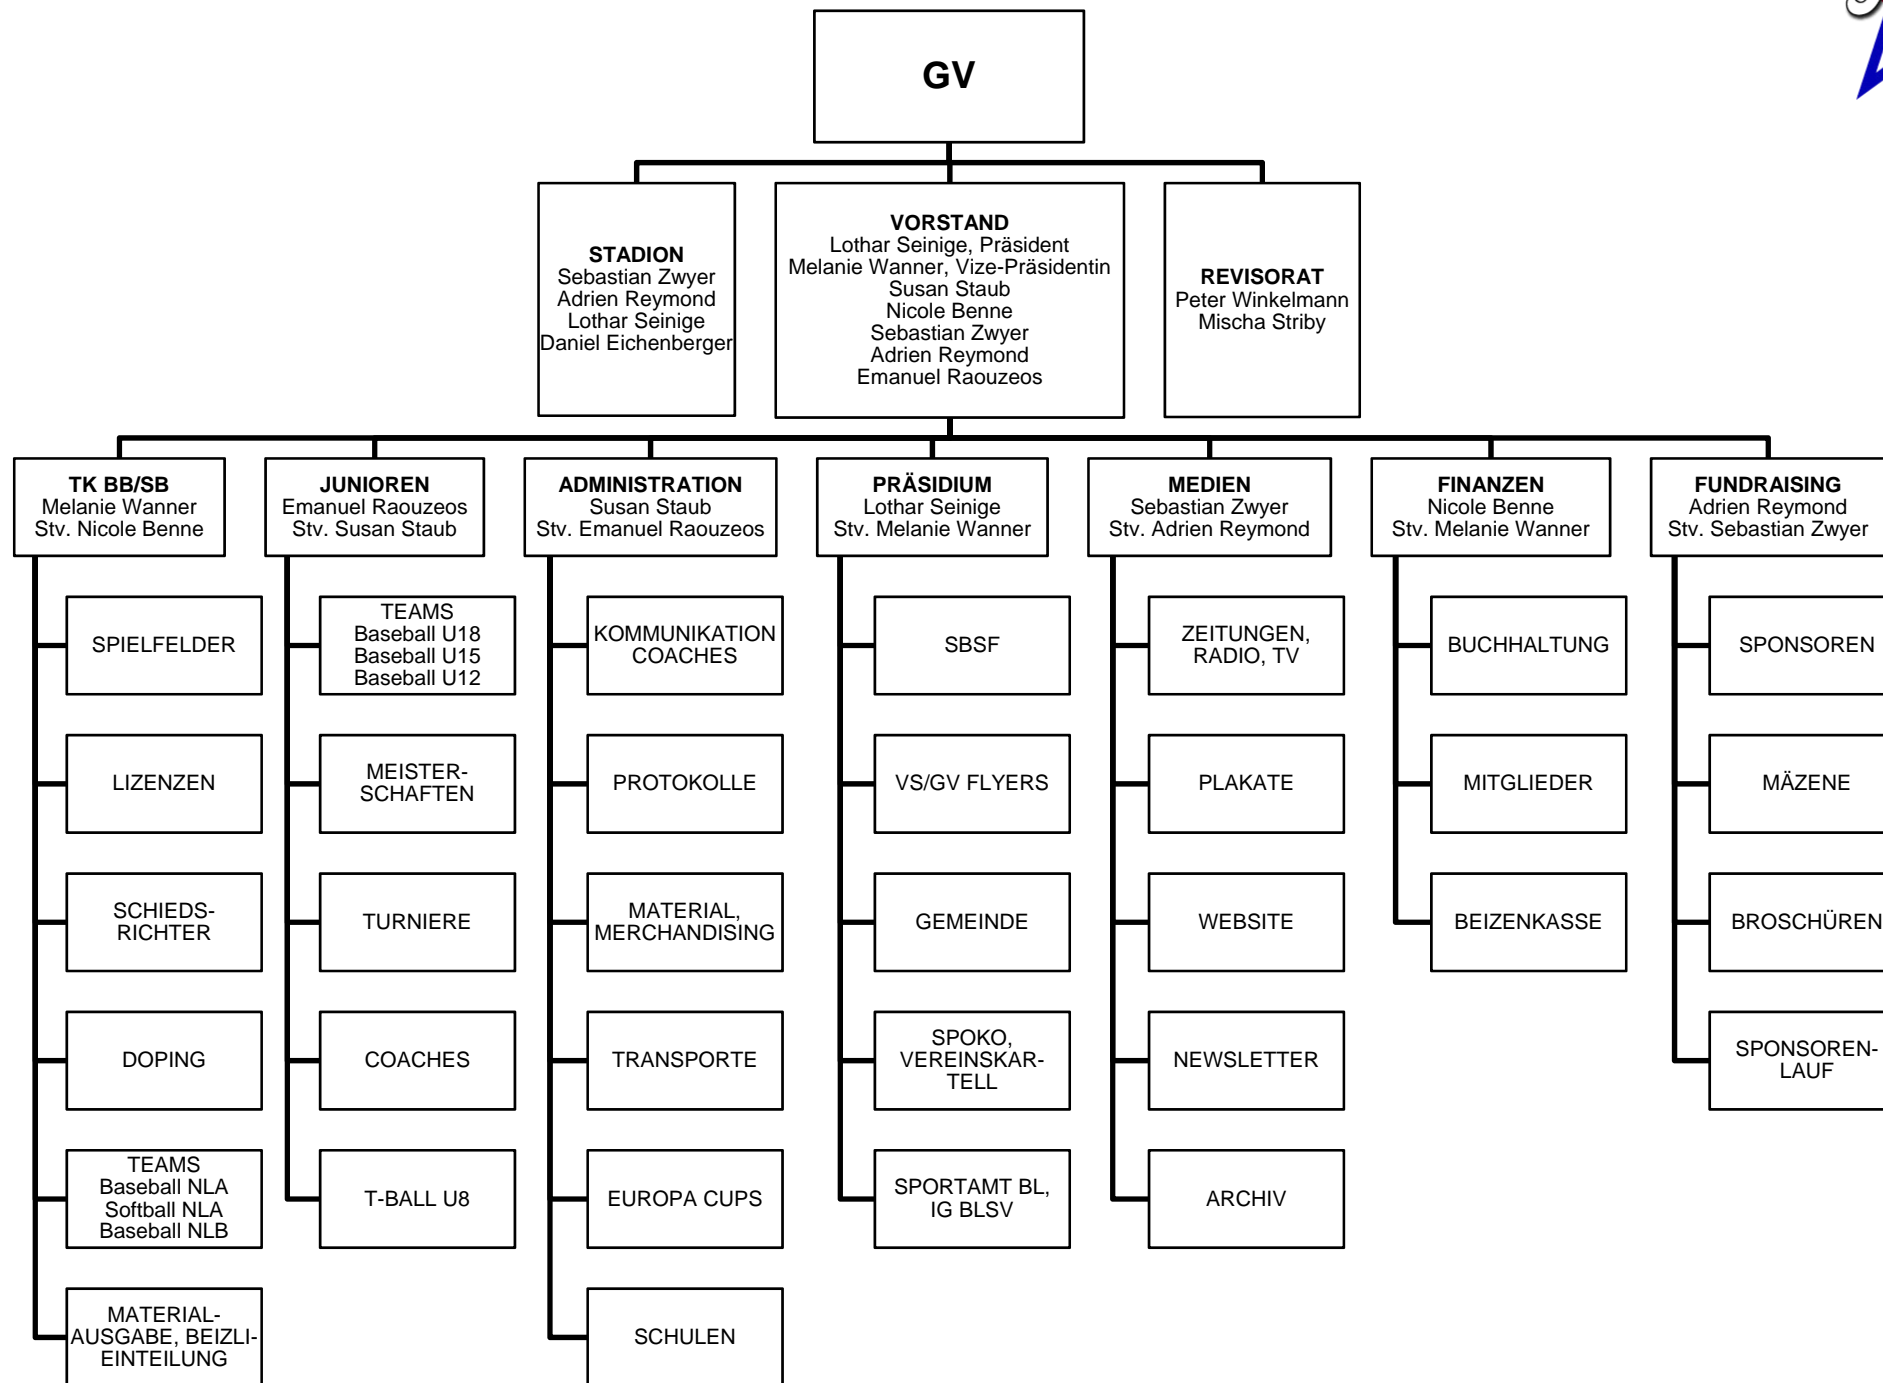 GV
STADION
Sebastian Zwyer
Adrien Reymond
Lothar Seinige
Daniel Eichenberger
VORSTAND
Lothar Seinige, Präsident
Melanie Wanner, Vize-Präsidentin
Susan Staub
Nicole Benne
Sebastian Zwyer
Adrien Reymond
Emanuel Raouzeos
REVISORAT
Peter Winkelmann
Mischa Striby
TK BB/SB
Melanie Wanner
Stv. Nicole Benne
JUNIOREN
Emanuel Raouzeos
Stv. Susan Staub
ADMINISTRATION
Susan Staub
Stv. Emanuel Raouzeos
PRÄSIDIUM
Lothar Seinige
Stv. Melanie Wanner
MEDIEN
Sebastian Zwyer
Stv. Adrien Reymond
FINANZEN
Nicole Benne
Stv. Melanie Wanner
FUNDRAISING
Adrien Reymond
Stv. Sebastian Zwyer
SPIELFELDER
LIZENZEN
SCHIEDS-
RICHTER
DOPING
TEAMS
Baseball NLA
Softball NLA
Baseball NLB
MATERIAL-
AUSGABE, BEIZLI-
EINTEILUNG
TEAMS
Baseball U18
Baseball U15
Baseball U12
MEISTER-
SCHAFTEN
TURNIERE
COACHES
T-BALL U8
KOMMUNIKATION
COACHES
PROTOKOLLE
MATERIAL,
MERCHANDISING
TRANSPORTE
EUROPA CUPS
SCHULEN
SBSF
VS/GV FLYERS
GEMEINDE
SPOKO,
VEREINSKAR-
TELL
SPORTAMT BL,
IG BLSV
ZEITUNGEN,
RADIO, TV
PLAKATE
WEBSITE
NEWSLETTER
ARCHIV
BUCHHALTUNG
MITGLIEDER
BEIZENKASSE
SPONSOREN
MÄZENE
BROSCHÜREN
SPONSOREN-
LAUF